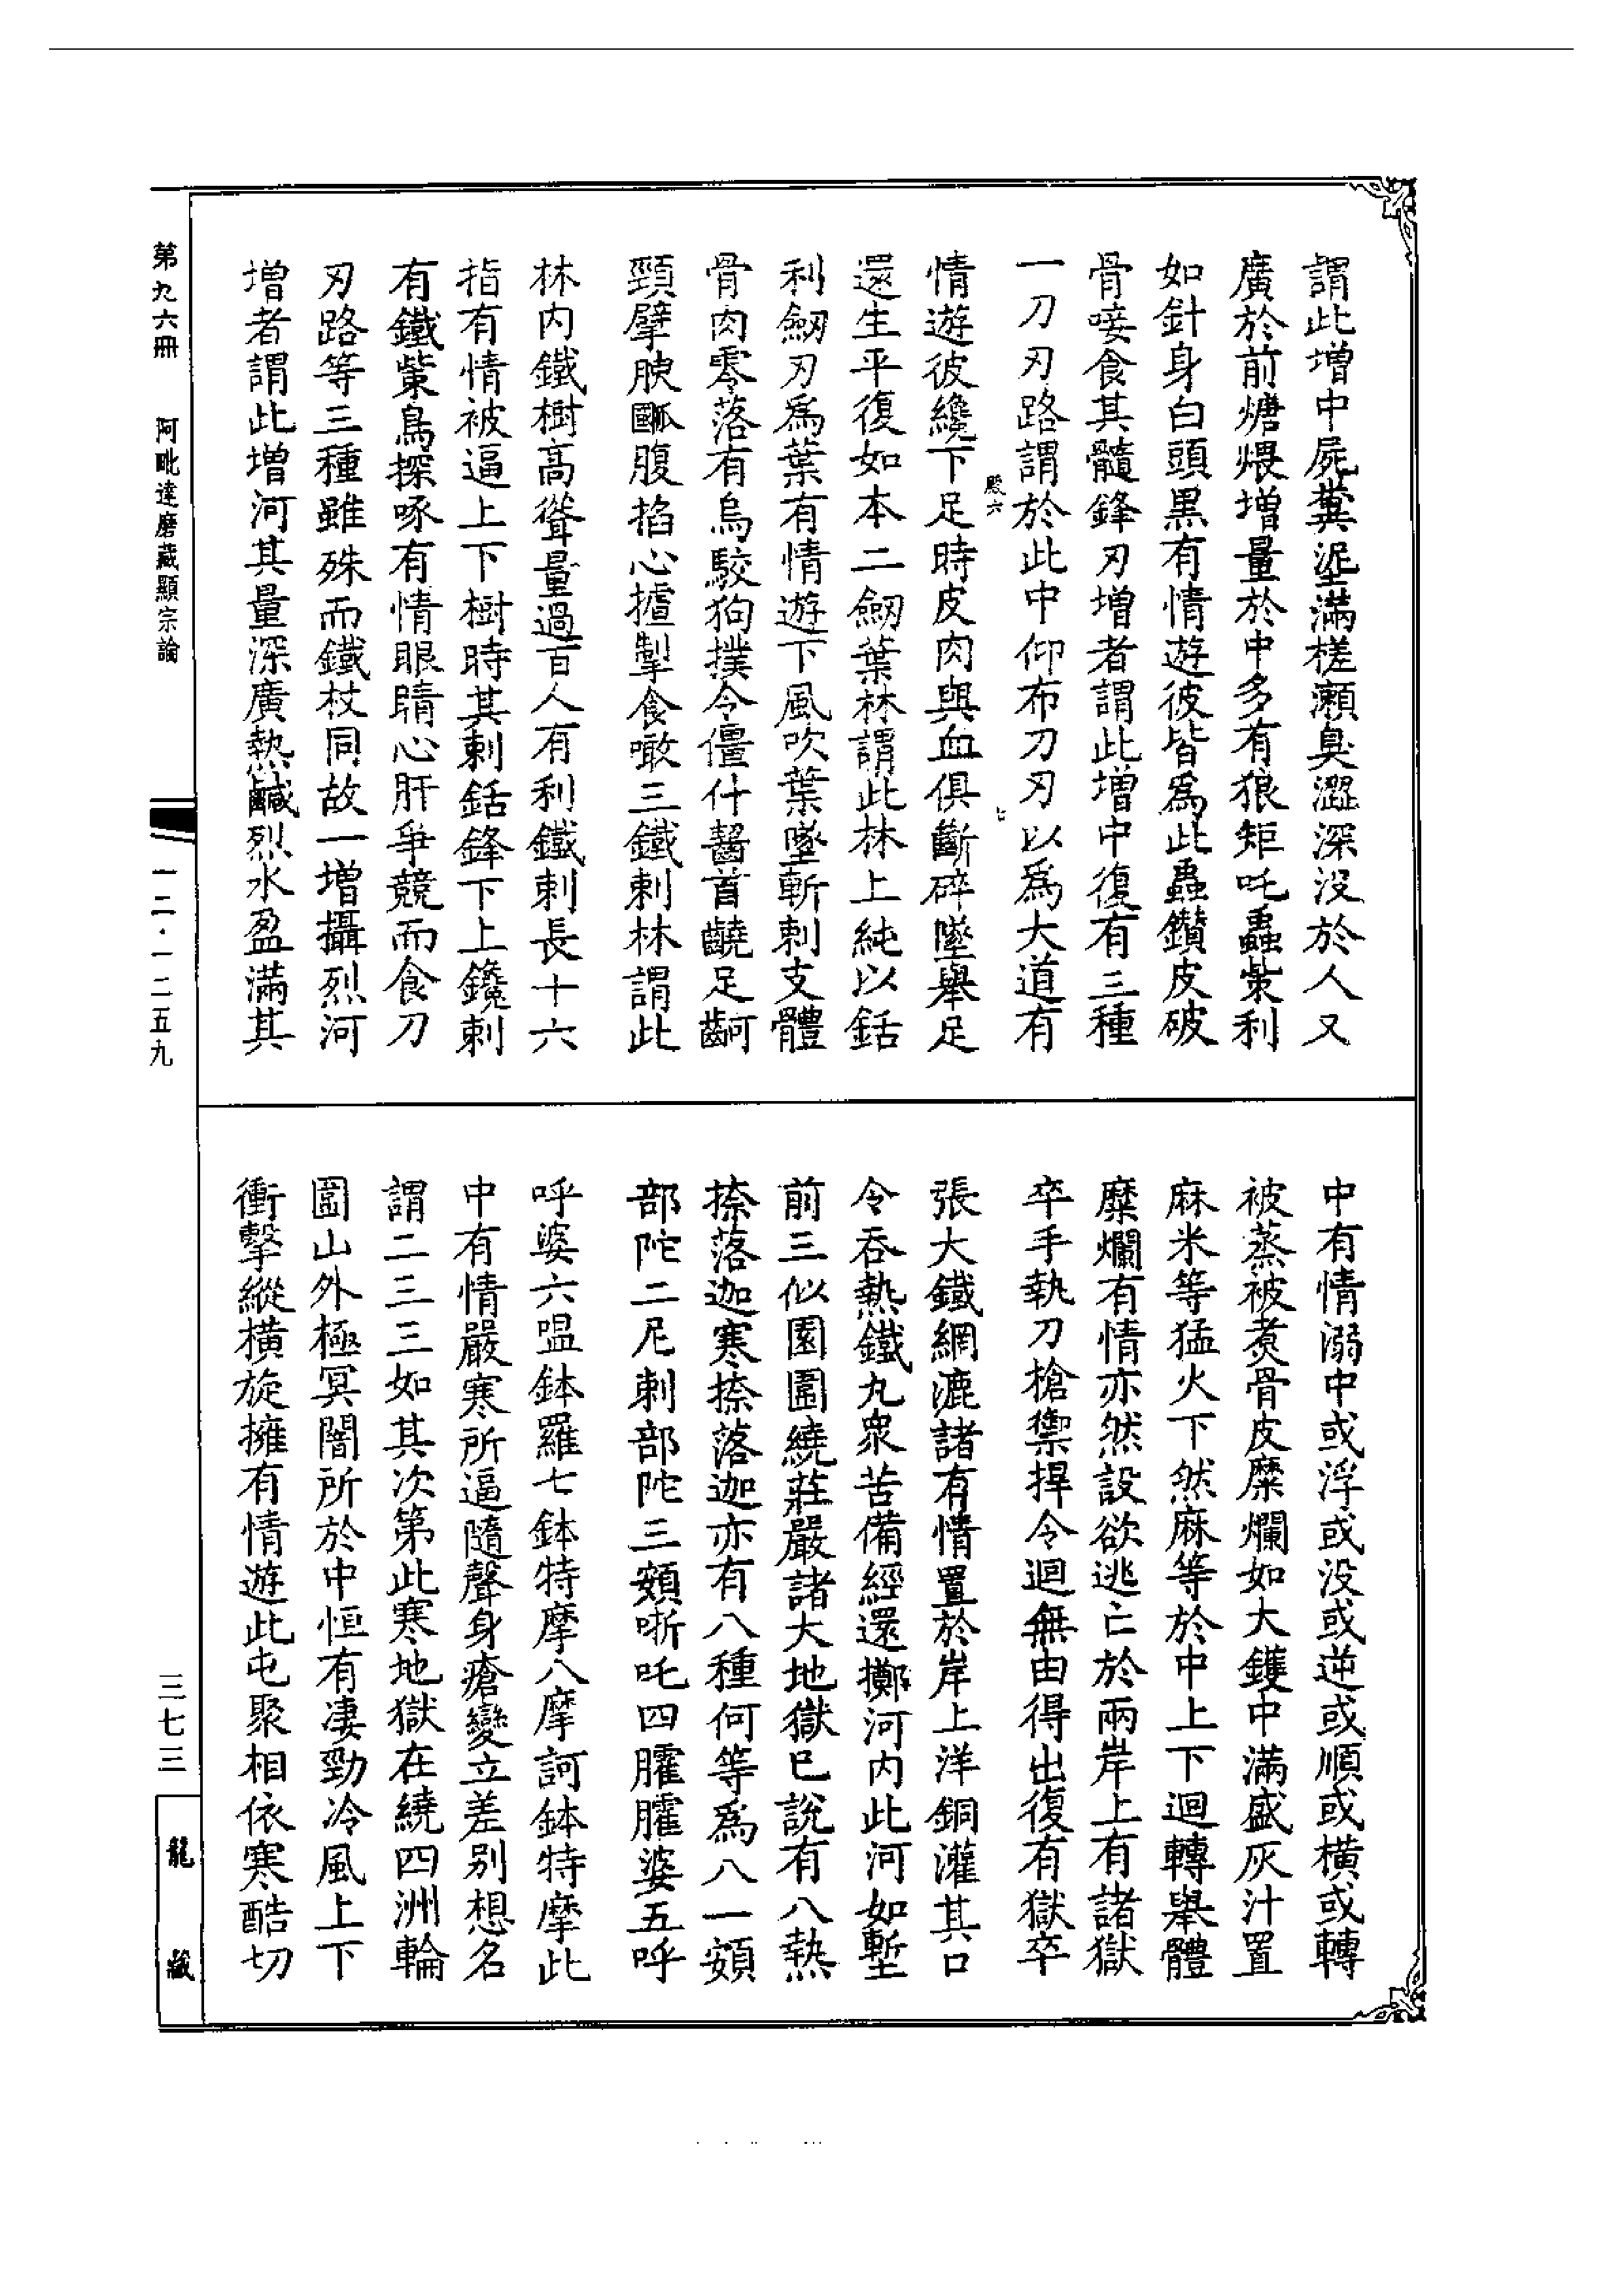 謂此增中屍糞埿滿槎瀨臭澀深没於人又
廣於前煻煨增量於中多有狼矩吒蟲𭉨利
如針身白頭黑有情遊彼皆爲此蟲鑽皮破
骨唼食其髓鋒刃增者謂此增中復有三種
一刀刃路謂於此中仰布刀刃以爲大道有
殿六
七
情遊彼纔下足時皮肉與血俱斷碎墜舉足
還生平復如本二劒葉林謂此林上純以銛
利劒刃爲葉有情遊下風吹葉墜斬刺支體
骨肉零落有烏駮狗撲令僵仆齧首齩足齣
頸擘腴䶧腹掐心摣掣食噉三鐵刺林謂此
林内鐵樹高聳量過百人有利鐵刺長十六
指有情被逼上下樹時其刺銛鋒下上鑱刺
有鐵觜鳥探啄有情眼睛心肝爭競而食刀
刃路等三種雖殊而鐵杖同故一增攝烈河
增者謂此增河其量深廣熱鹹烈水盈滿其
中有情溺中或浮或没或逆或順或橫或轉
被蒸被煑骨皮糜爛如大鑊中滿盛灰汁置
麻米等猛火下然麻等於中上下迴轉舉體
糜爛有情亦然設欲逃亡於兩岸上有諸獄
卒手執刀槍禦捍令迴無由得出復有獄卒
張大鐵網漉諸有情置於岸上洋銅灌其口
令吞熱鐵丸衆苦備經還擲河内此河如塹
前三似園圍繞莊嚴諸大地獄已說有八熱
捺落迦寒捺落迦亦有八種何等爲八一頞
部陀二尼剌部陀三頞哳吒四臛臛婆五呼
呼婆六嗢鉢羅七鉢特摩八摩訶鉢特摩此
中有情嚴寒所逼隨聲身瘡變立差别想名
謂二三三如其次第此寒地獄在繞四洲輪
圍山外極冥闇所於中恒有凄勁冷風上下
衝擊縱橫旋擁有情遊此屯聚相依寒酷切
第九六冊 阿毗達磨藏顯宗論
一二·一二五九
三七三
龍藏